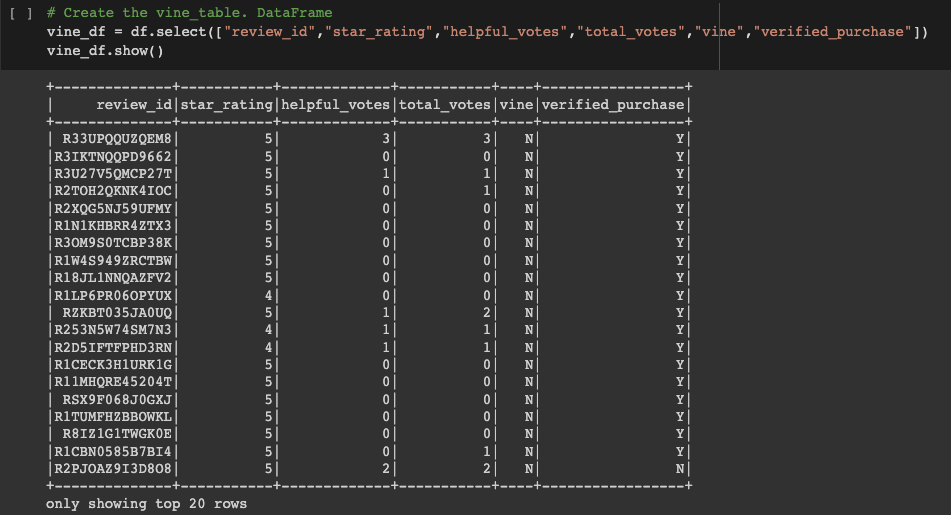 [ ] # Create the vine_table. DataFrame
vine_df = df.select(["review_id","star_rating","helpful_votes","total_votes","vine","verified_purchase"])
vine_df.show()
+--------------+-----------+-------------+-----------+----+-----------------+
|     review_id|star_rating|helpful_votes|total_votes|vine|verified_purchase|
+--------------+-----------+-------------+-----------+----+-----------------+
| R33UPQQUZQEM8|          5|            3|          3|   N|                Y|
|R3IKTNQQPD9662|          5|            0|          0|   N|                Y|
|R3U27V5QMCP27T|          5|            1|          1|   N|                Y|
|R2TOH2QKNK4IOC|          5|            0|          1|   N|                Y|
|R2XQG5NJ59UFMY|          5|            0|          0|   N|                Y|
|R1N1KHBRR4ZTX3|          5|            0|          0|   N|                Y|
|R3OM9S0TCBP38K|          5|            0|          0|   N|                Y|
|R1W4S949ZRCTBW|          5|            0|          0|   N|                Y|
|R18JL1NNQAZFV2|          5|            0|          0|   N|                Y|
|R1LP6PR06OPYUX|          4|            0|          0|   N|                Y|
| RZKBT035JA0UQ|          5|            1|          2|   N|                Y|
|R253N5W74SM7N3|          4|            1|          1|   N|                Y|
|R2D5IFTFPHD3RN|          4|            1|          1|   N|                Y|
|R1CECK3H1URK1G|          5|            0|          0|   N|                Y|
|R11MHQRE45204T|          5|            0|          0|   N|                Y|
| RSX9F068J0GXJ|          5|            0|          0|   N|                Y|
|R1TUMFHZBBOWKL|          5|            0|          0|   N|                Y|
| R8IZ1G1TWGK0E|          5|            0|          0|   N|                Y|
|R1CBN0585B7BI4|          5|            0|          1|   N|                Y|
|R2PJOAZ9I3D8O8|          5|            2|          2|   N|                N|
+--------------+-----------+-------------+-----------+----+-----------------+
only showing top 20 rows